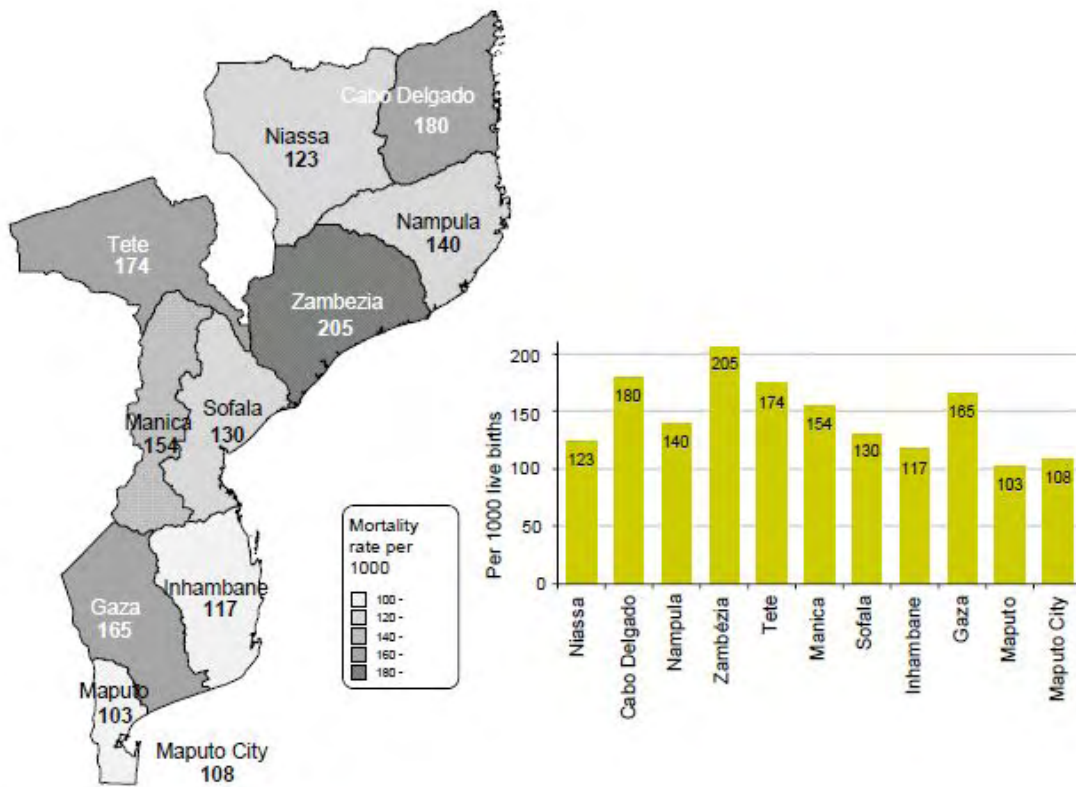 Cabo Delgado
180
Niassa
123
Nampula
140
Tete
174
Zambezia
205
Sofala
130
Manica
154
Inhambane
117
Gaza
165
Maputo
103
Maputo City
108
Mortality
rate per
1000
100 -
120 -
140 -
160 -
180 -
Per 1000 live births
200
150
100
50
0
123
180
140
205
174
154
130
117
165
103
108
Niassa
Cabo Delgado
Nampula
Zambézia
Tete
Manica
Sofala
Inhambane
Gaza
Maputo
Maputo City